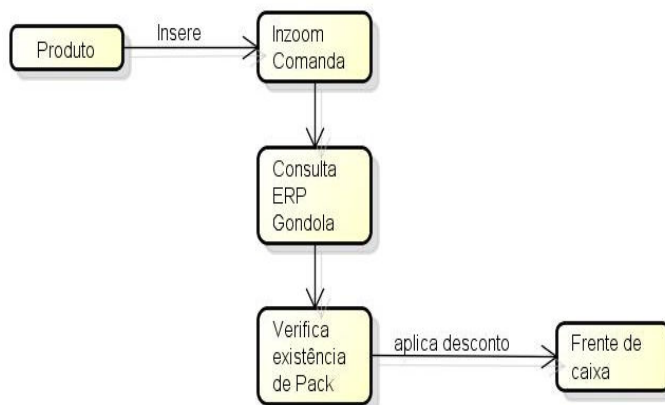 Produto
Insere
Inzoom
Comanda
Consulta
ERP
Gondola
Verifica
existência
de Pack
aplica desconto
Frente de
caixa